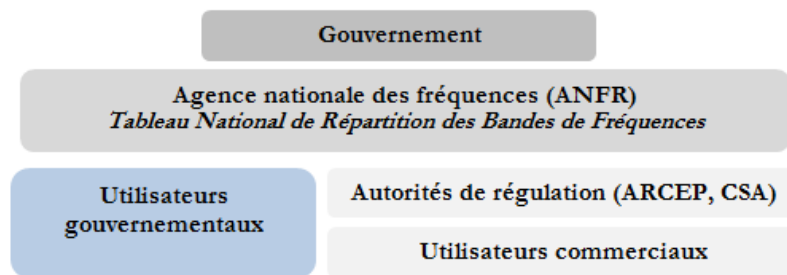 Gouvernement
Agence nationale des fréquences (ANFR)
Tableau National de Répartition des Bandes de Fréquences
Utilisateurs
gouvernementaux
Autorités de régulation (ARCEP, CSA)
Utilisateurs commerciaux